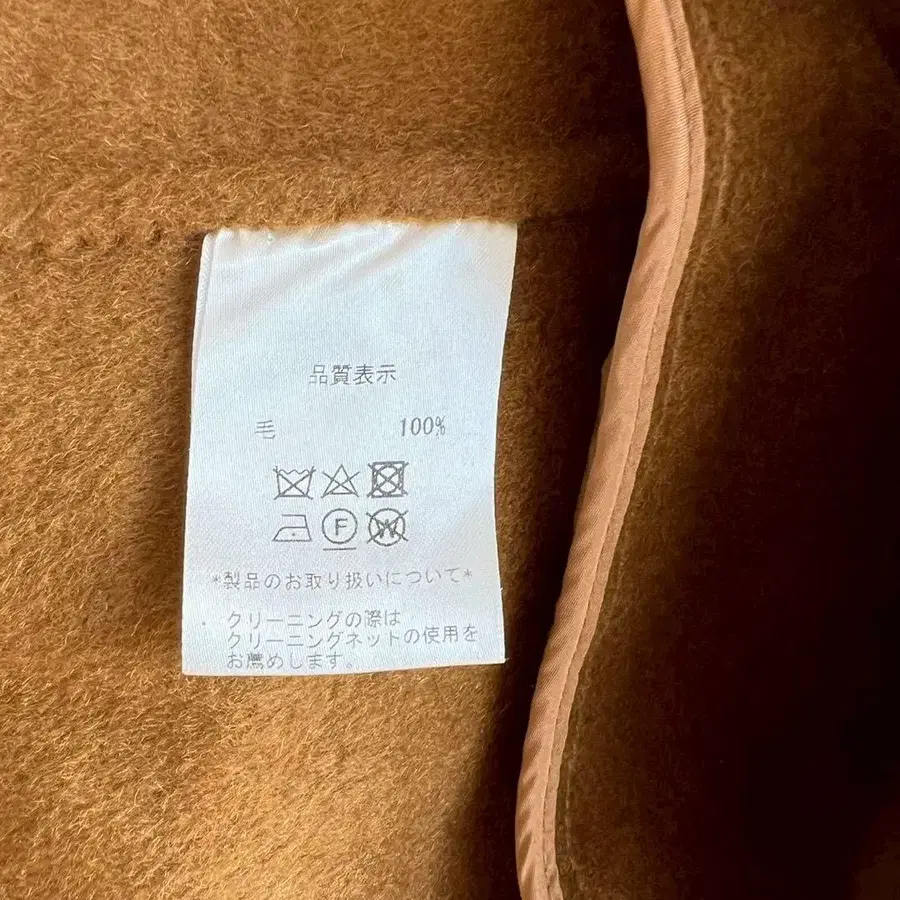 品質表示
毛 100%
F W
*製品のお取り扱いについて*
・クリーニングの際は
クリーニングネットの使用を
お薦めします。